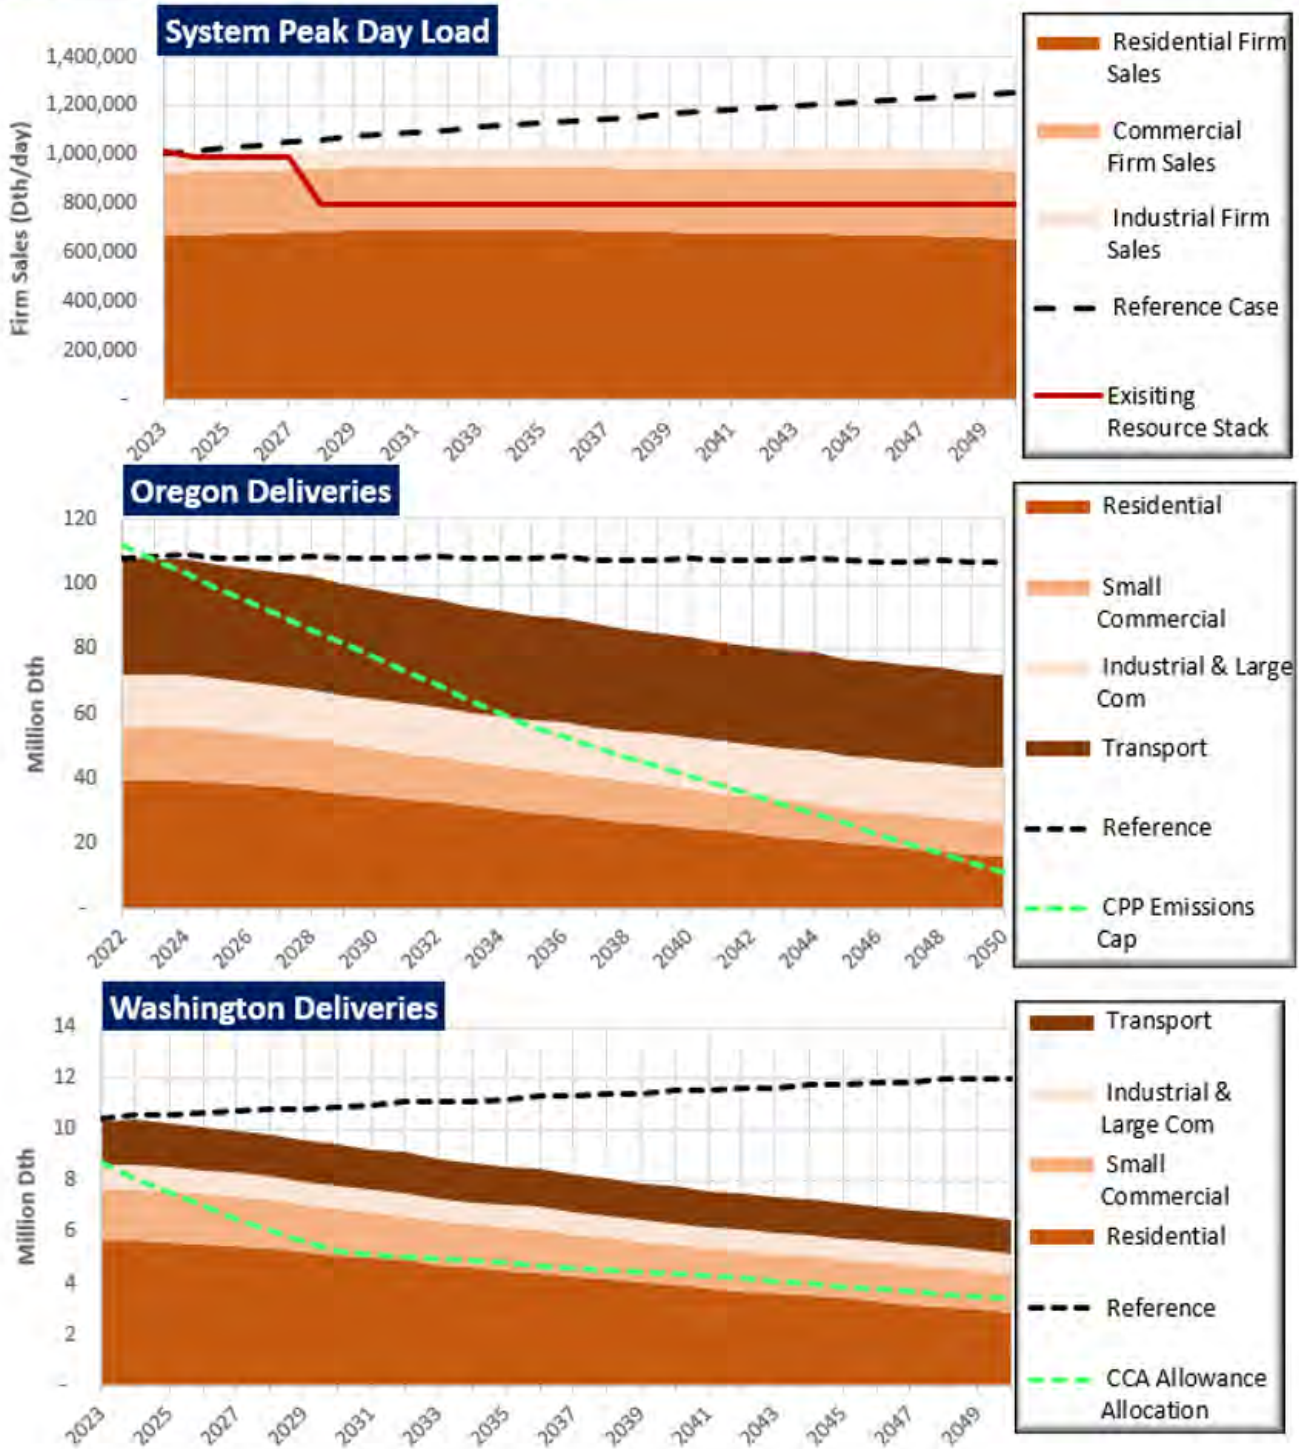 System Peak Day Load
Firm Sales (Dth/day)
1,400,000
1,200,000
1,000,000
800,000
600,000
400,000
200,000
-
2023
2025
2027
2029
2031
2033
2035
2037
2039
2041
2043
2045
2047
2049
Residential Firm
Sales
Commercial
Firm Sales
Industrial Firm
Sales
Reference Case
Exisiting
Resource Stack
Oregon Deliveries
Million Dth
120
100
80
60
40
20
-
2022
2024
2026
2028
2030
2032
2034
2036
2038
2040
2042
2044
2046
2048
2050
Residential
Small
Commercial
Industrial & Large
Com
Transport
Reference
CPP Emissions
Cap
Washington Deliveries
Million Dth
14
12
10
8
6
4
2
-
2023
2025
2027
2029
2031
2033
2035
2037
2039
2041
2043
2045
2047
2049
Transport
Industrial &
Large Com
Small
Commercial
Residential
Reference
CCA Allowance
Allocation